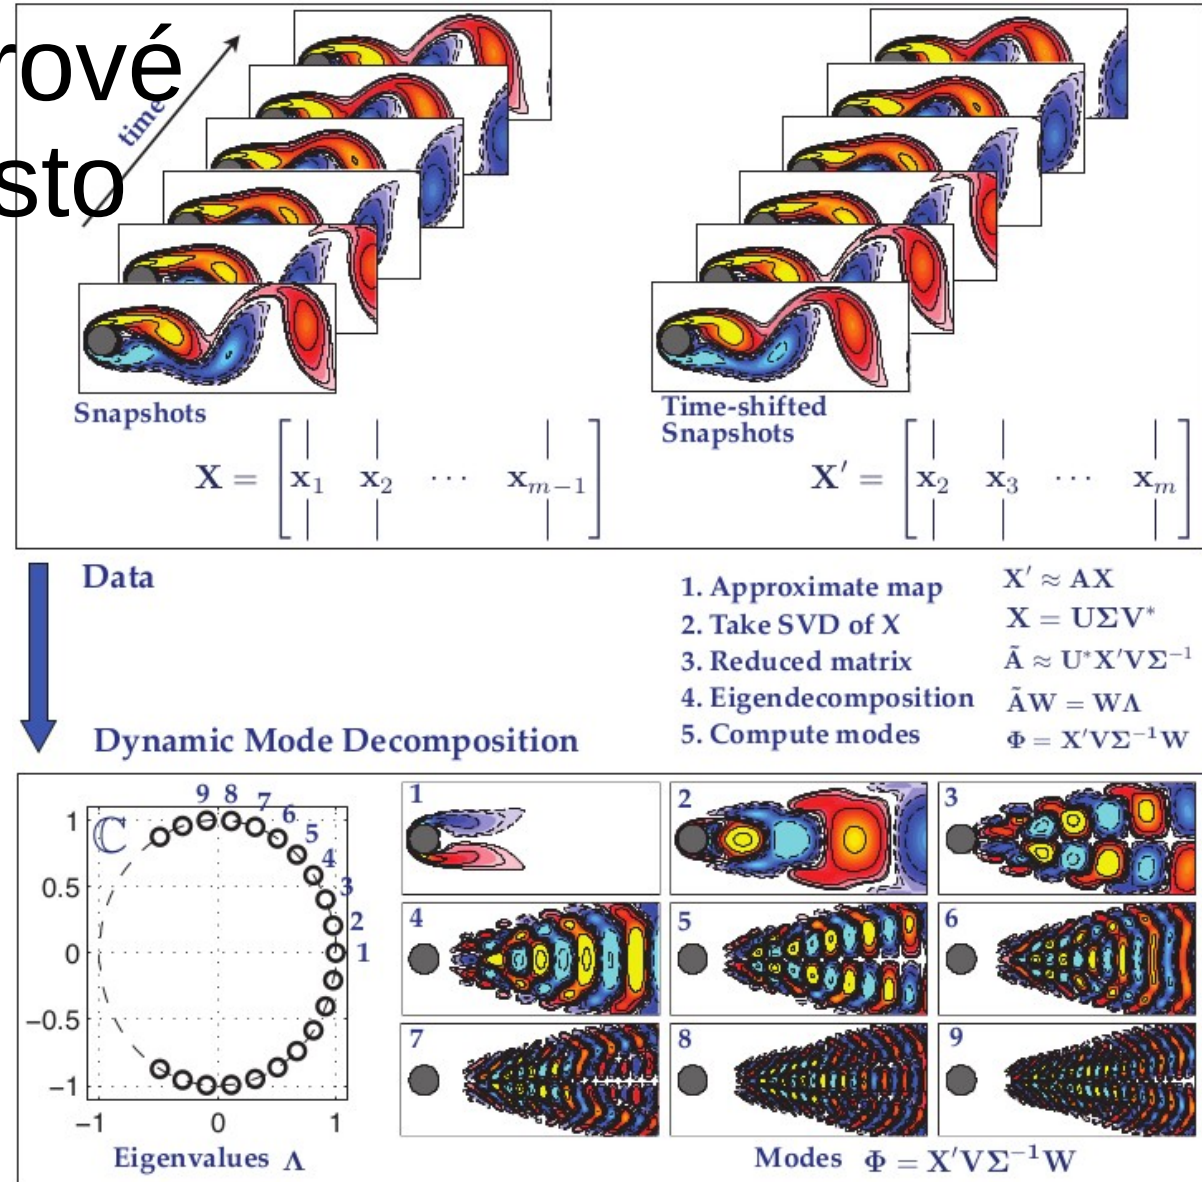 rové
sto
time
Snapshots
Time-shifted
Snapshots
X = [x₁ x₂ ⋯ xₘ₋₁]
X′ = [x₂ x₃ ⋯ xₘ]
Data
1. Approximate map X′ ≈ AX
2. Take SVD of X X = UΣV*
3. Reduced matrix Ã ≈ U*X′VΣ⁻¹
4. Eigendecomposition ÃW = WΛ
5. Compute modes Φ = X′VΣ⁻¹W
Dynamic Mode Decomposition
ℂ
9 8 7 6 5 4 3 2 1
1
0.5
0
−0.5
−1
−1 0 1
Eigenvalues Λ
1 2 3
4 5 6
7 8 9
Modes Φ = X′VΣ⁻¹W